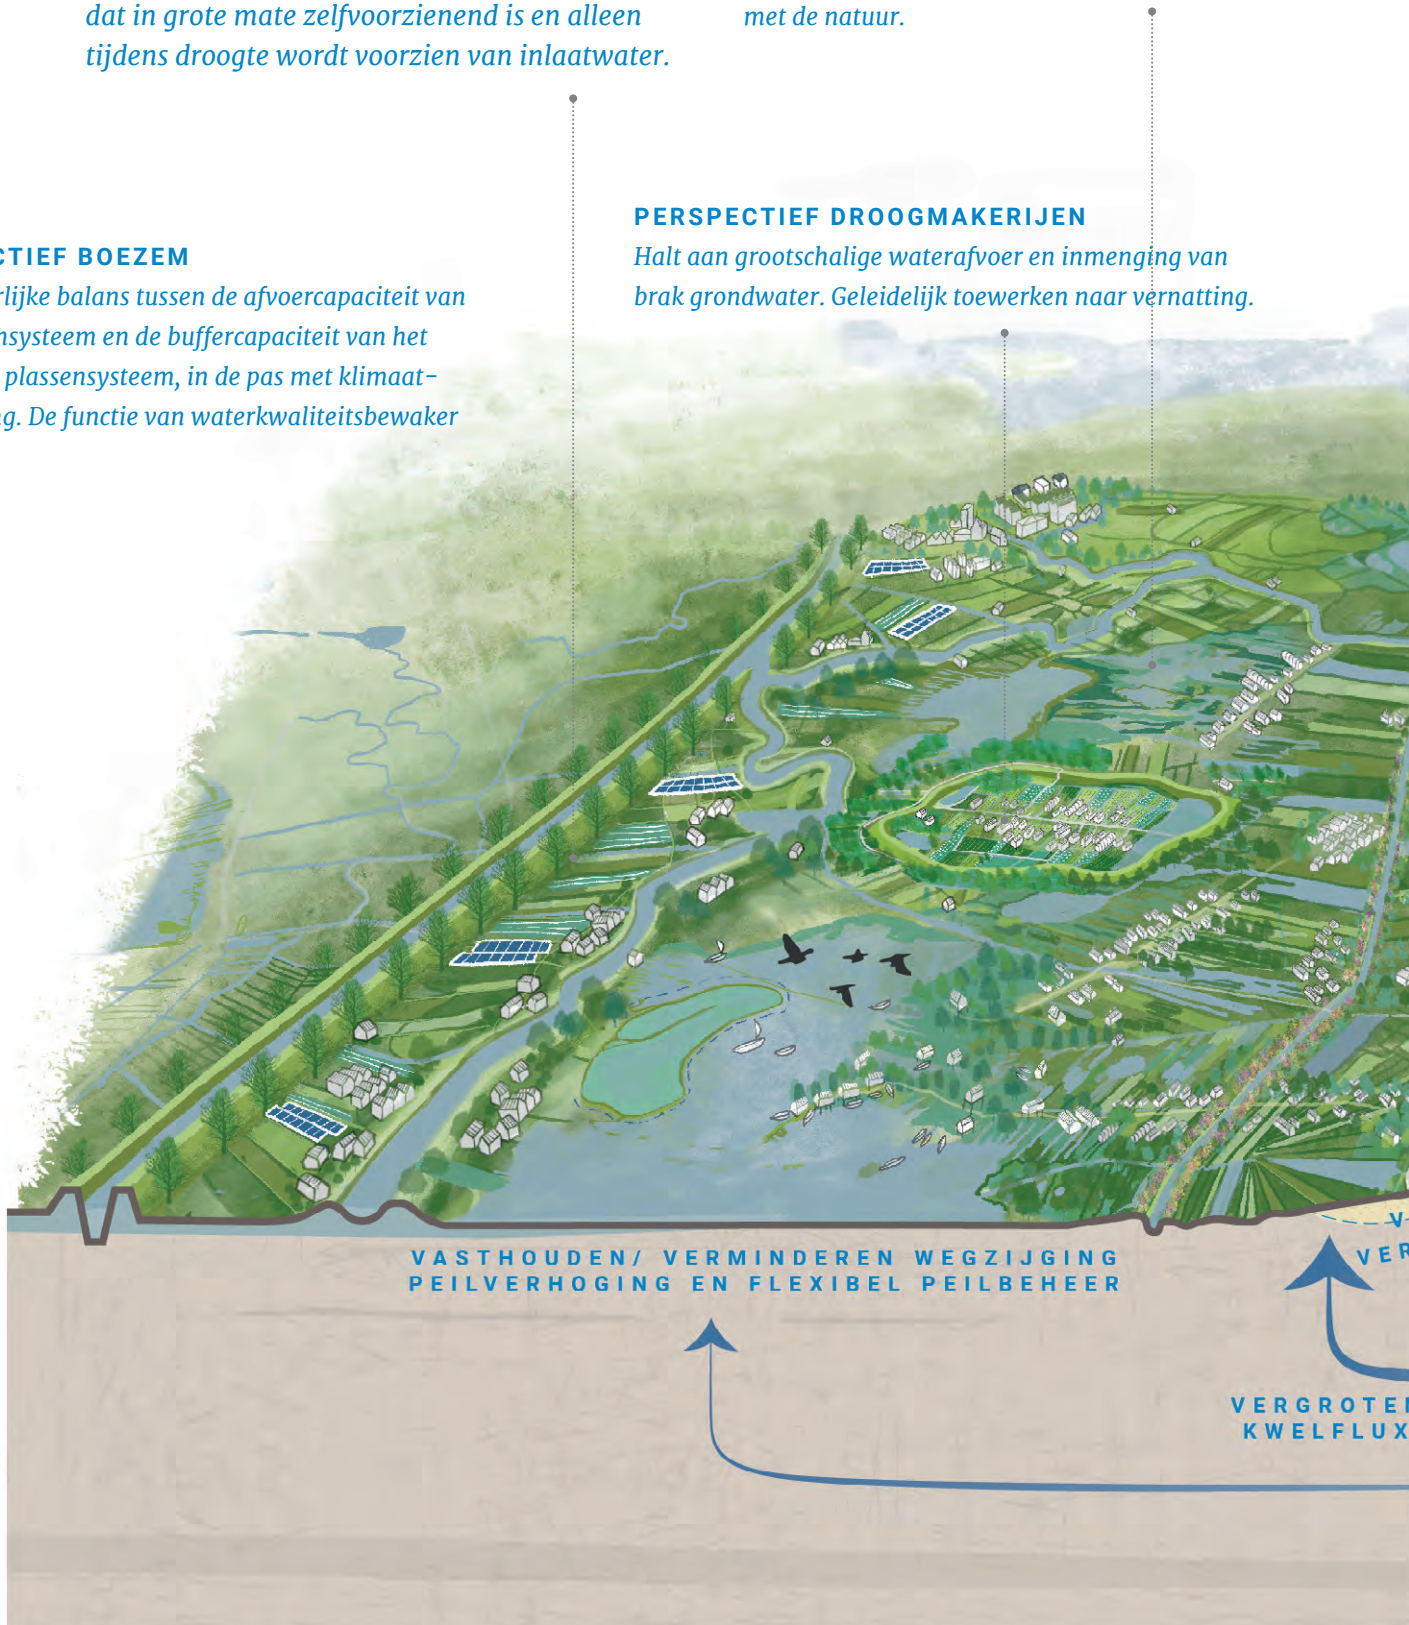 dat in grote mate zelfvoorzienend is en alleen
tijdens droogte wordt voorzien van inlaatwater.
met de natuur.
PERSPECTIEF DROOGMAKERIJEN
Halt aan grootschalige waterafvoer en inmenging van
brak grondwater. Geleidelijk toewerken naar vernatting.
CTIEF BOEZEM
rlijke balans tussen de afvoercapaciteit van
nsysteem en de buffercapaciteit van het
plassensysteem, in de pas met klimaat-
ng. De functie van waterkwaliteitsbewaker
VASTHOUDEN/ VERMINDEREN WEGZIJGING
PEILVERHOGING EN FLEXIBEL PEILBEHEER
V
VER
VERGROTEN
KWELFLUX